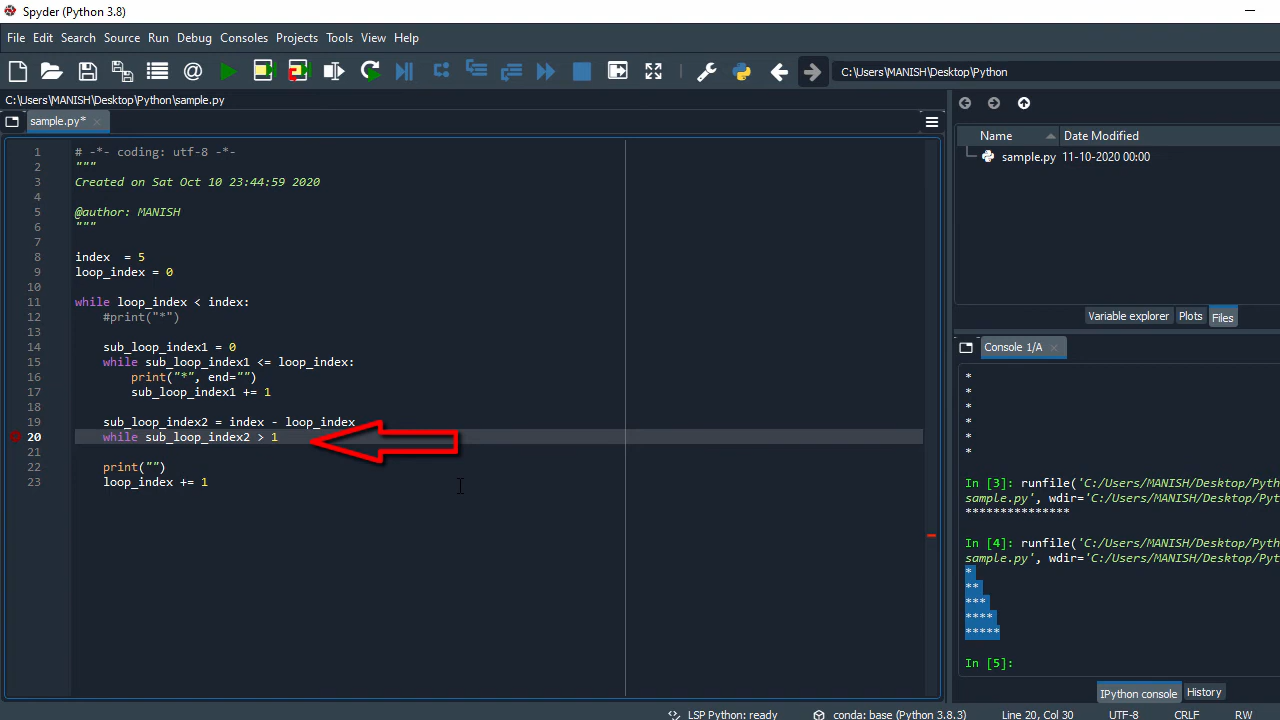 Spyder (Python 3.8)
File Edit Search Source Run Debug Consoles Projects Tools View Help
C:\Users\MANISH\Desktop\Python
C:\Users\MANISH\Desktop\Python\sample.py
sample.py*
1 # -*- coding: utf-8 -*-
2 """
3 Created on Sat Oct 10 23:44:59 2020
4
5 @author: MANISH
6 """
7
8 index  = 5
9 loop_index = 0
10
11 while loop_index < index:
12     #print("*")
13
14     sub_loop_index1 = 0
15     while sub_loop_index1 <= loop_index:
16         print("*", end="")
17         sub_loop_index1 += 1
18
19     sub_loop_index2 = index - loop_index
20     while sub_loop_index2 > 1
21
22     print("")
23     loop_index += 1
Name Date Modified
sample.py 11-10-2020 00:00
Variable explorer Plots Files
Console 1/A
*
*
*
*
*
*
In [3]: runfile('C:/Users/MANISH/Desktop/Pyth
sample.py', wdir='C:/Users/MANISH/Desktop/Pyt
***************
In [4]: runfile('C:/Users/MANISH/Desktop/Pyth
sample.py', wdir='C:/Users/MANISH/Desktop/Pyt
*
**
***
****
*****
In [5]:
IPython console History
LSP Python: ready conda: base (Python 3.8.3) Line 20, Col 30 UTF-8 CRLF RW